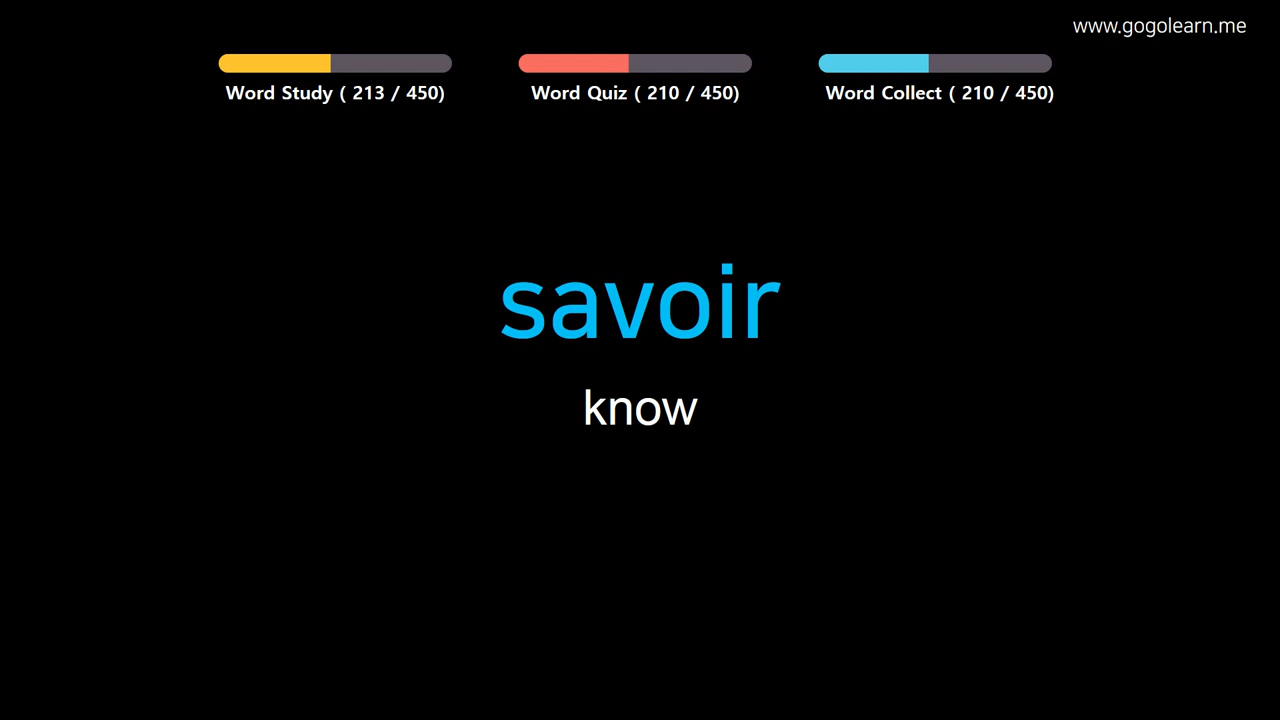 www.gogolearn.me
Word Study ( 213 / 450)
Word Quiz ( 210 / 450)
Word Collect ( 210 / 450)
savoir
know